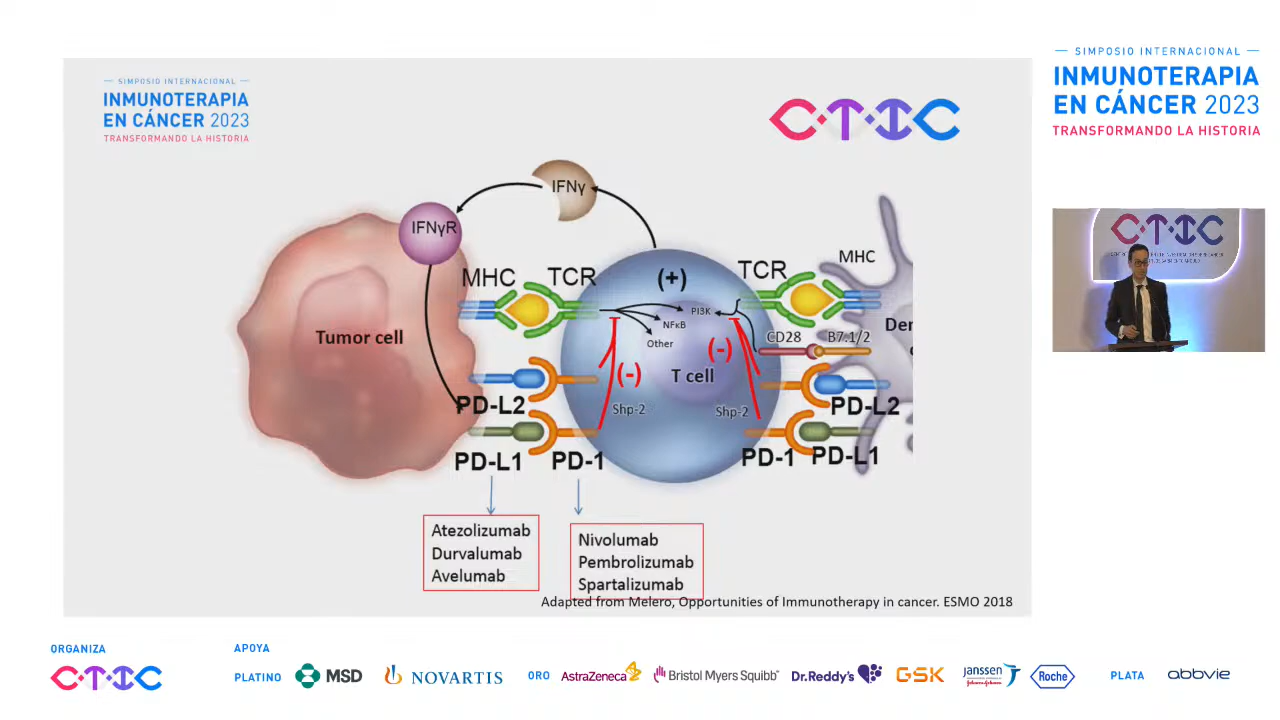 — SIMPOSIO INTERNACIONAL —
INMUNOTERAPIA
EN CÁNCER 2023
TRANSFORMANDO LA HISTORIA
C·T·I·C
— SIMPOSIO INTERNACIONAL —
INMUNOTERAPIA
EN CÁNCER 2023
TRANSFORMANDO LA HISTORIA
IFNγ
IFNγR
MHC
TCR
(+)
TCR
MHC
PI3K
NFκB
Other
CD28
B7.1/2
Tumor cell
T cell
(-)
(-)
Shp-2
Shp-2
PD-L2
PD-L2
PD-L1
PD-1
PD-1
PD-L1
Atezolizumab
Durvalumab
Avelumab
Nivolumab
Pembrolizumab
Spartalizumab
Adapted from Melero, Opportunities of Immunotherapy in cancer. ESMO 2018
C·T·I·C
ORGANIZA
C·T·I·C
APOYA
PLATINO
MSD
NOVARTIS
ORO
AstraZeneca
Bristol Myers Squibb
Dr.Reddy's
GSK
Janssen
Johnson & Johnson
Roche
PLATA
abbvie